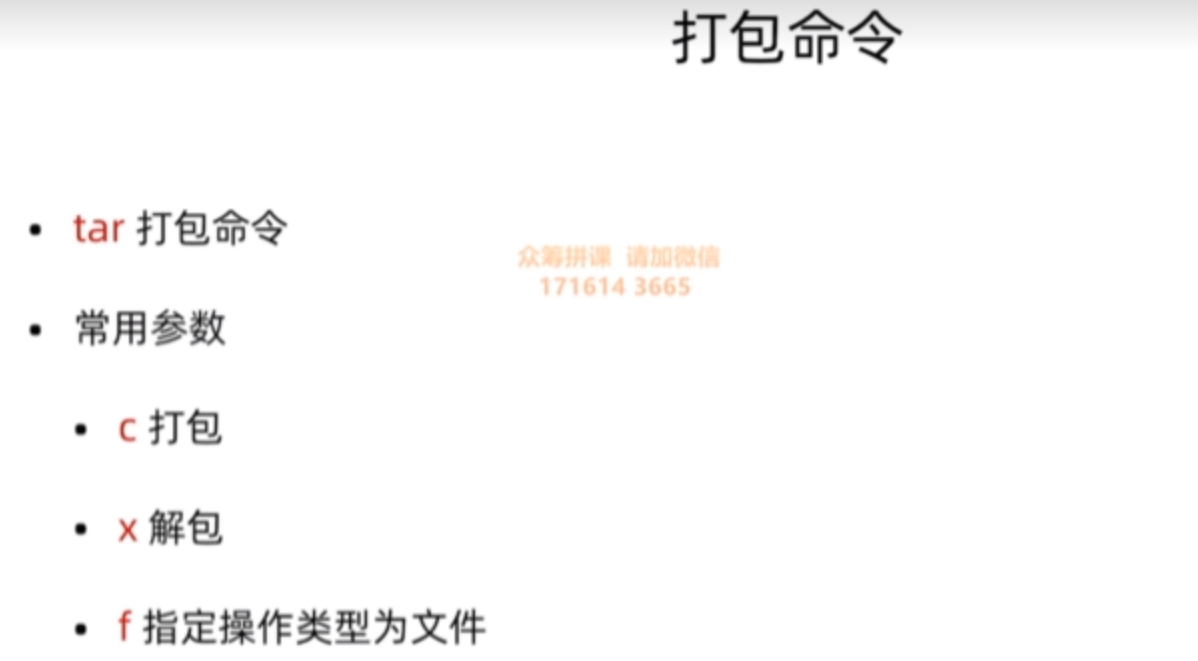 打包命令
tar 打包命令
众筹拼课 请加微信
171614 3665
常用参数
c 打包
x 解包
f 指定操作类型为文件